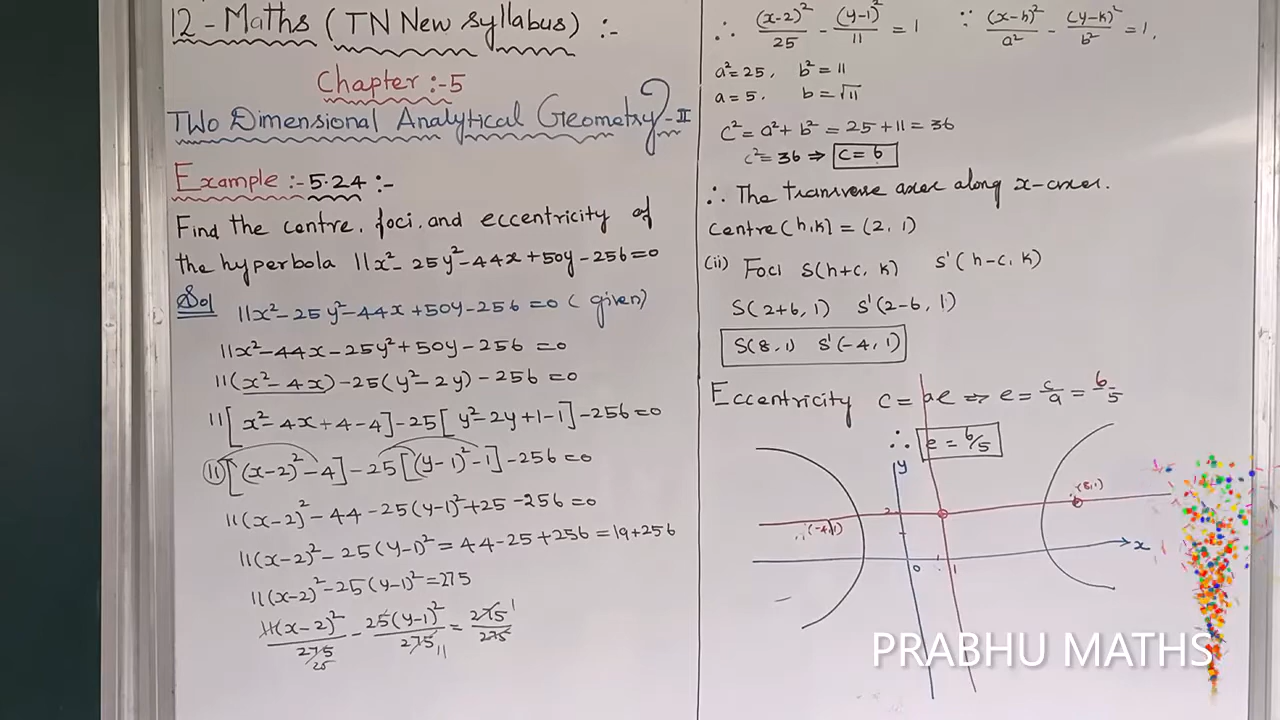 12 - Maths ( TN New syllabus) :-
Chapter :-5
TWO Dimensional Analytical Geometry - II
Example :- 5.24 :-
Find the centre, foci, and eccentricity of
the hyperbola 11x² - 25y² - 44x + 50y - 256 = 0
Sol
11x² - 25y² - 44x + 50y - 256 = 0 ( given)
11x² - 44x - 25y² + 50y - 256 = 0
11(x² - 4x) - 25(y² - 2y) - 256 = 0
11[x² - 4x + 4 - 4] - 25[y² - 2y + 1 - 1] - 256 = 0
11[(x-2)² - 4] - 25[(y-1)² - 1] - 256 = 0
11(x-2)² - 44 - 25(y-1)² + 25 - 256 = 0
11(x-2)² - 25(y-1)² = 44 - 25 + 256 = 19 + 256
11(x-2)² - 25(y-1)² = 275
11(x-2)²/275 25 - 25(y-1)²/275 11 = 275/275 1
∴ (x-2)²/25 - (y-1)²/11 = 1 ∵ (x-h)²/a² - (y-k)²/b² = 1,
a² = 25, b² = 11
a = 5, b = √11
c² = a² + b² = 25 + 11 = 36
c² = 36 ⇒ c = 6
∴ The transverse axes along x-axes.
Centre (h,k) = (2, 1)
(ii) Foci S(h+c, k) S'(h-c, k)
S(2+6, 1) S'(2-6, 1)
S(8, 1) S'(-4, 1)
Eccentricity c = ae ⇒ e = c/a = 6/5
∴ e = 6/5
y
(8,1)
2
(-4,1)
x
0 1
PRABHU MATHS